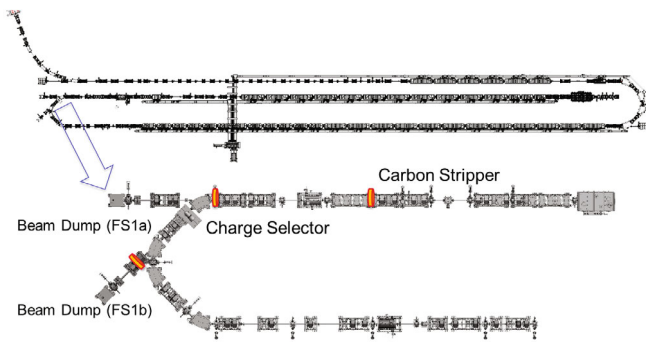 Carbon Stripper
Beam Dump (FS1a)
Charge Selector
Beam Dump (FS1b)